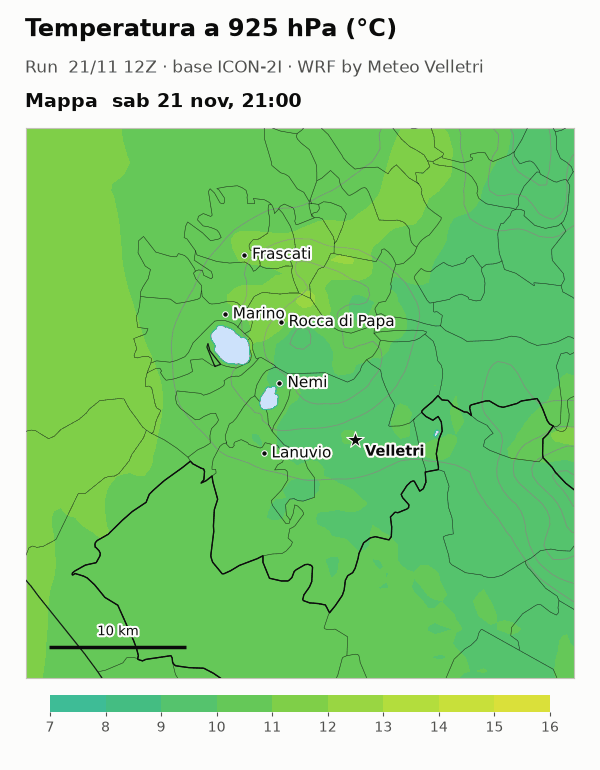 Temperatura a 925 hPa (°C)
Run  21/11 12Z · base ICON-2I · WRF by Meteo Velletri
Mappa  sab 21 nov, 21:00
Frascati
Marino
Rocca di Papa
Nemi
Velletri
Lanuvio
10 km
7 8 9 10 11 12 13 14 15 16